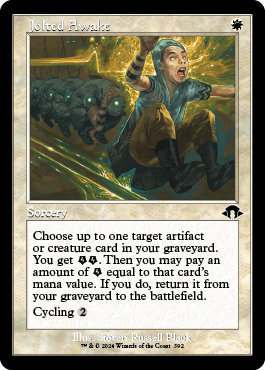 Jolted Awake
Sorcery
Choose up to one target artifact
or creature card in your graveyard.
You get. Then you may pay an
amount of equal to that card's
mana value. If you do, return it from
your graveyard to the battlefield.
Cycling 2
Illus. Steven Russell Black
™ & © 2024 Wizards of the Coast 392